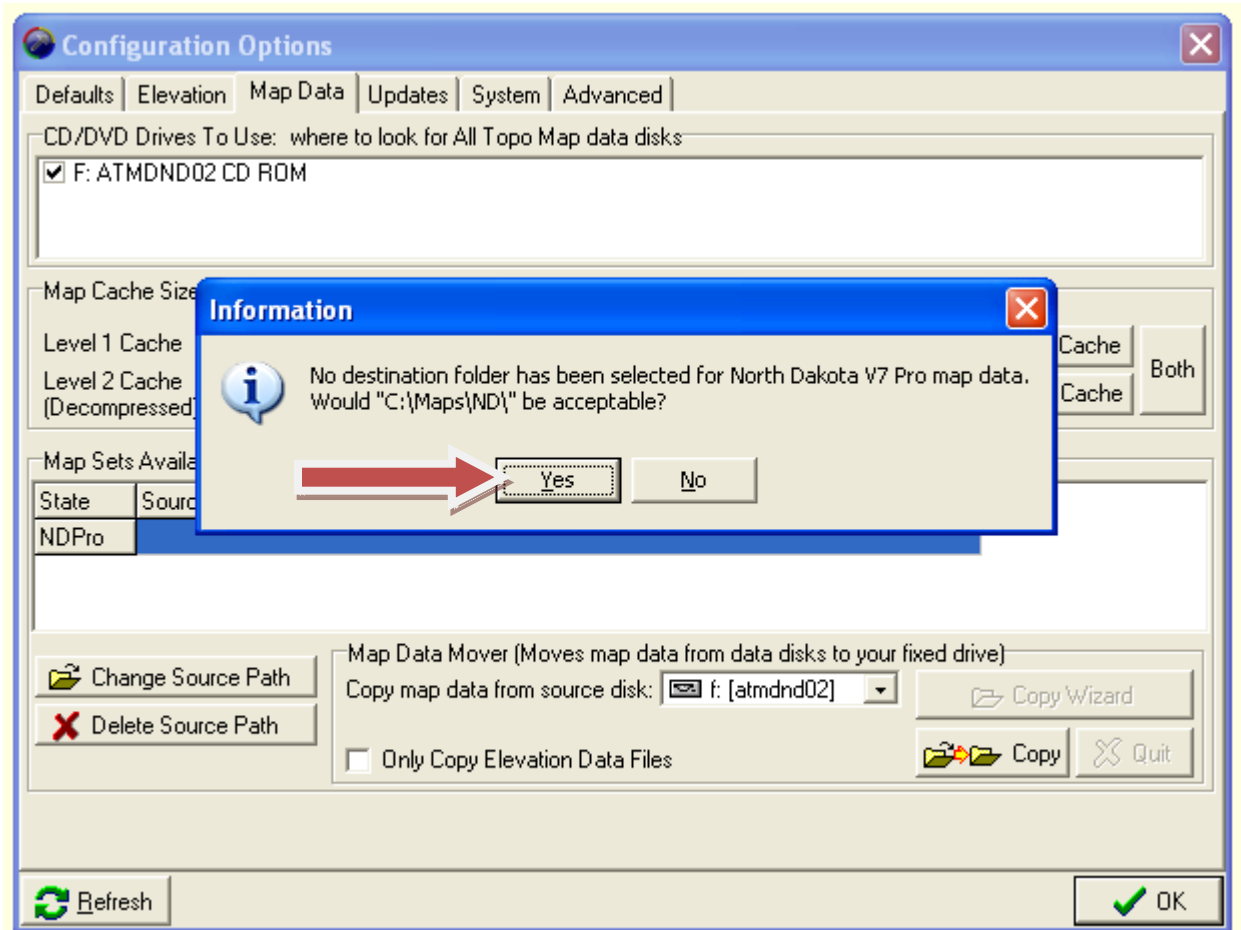 Configuration Options
Defaults Elevation Map Data Updates System Advanced
CD/DVD Drives To Use: where to look for All Topo Map data disks
F: ATMDND02 CD ROM
Map Cache Size
Level 1 Cache
Cache
Level 2 Cache
(Decompressed)
Cache
Both
Information
No destination folder has been selected for North Dakota V7 Pro map data.
Would "C:\Maps\ND\" be acceptable?
Yes No
Map Sets
State
NDPro
Change Source Path
Delete Source Path
Map Data Mover (Moves map data from data disks to your fixed drive)
Copy map data from source disk: f: [atmdnd02]
Copy Wizard
Only Copy Elevation Data Files
Copy Quit
Refresh
OK